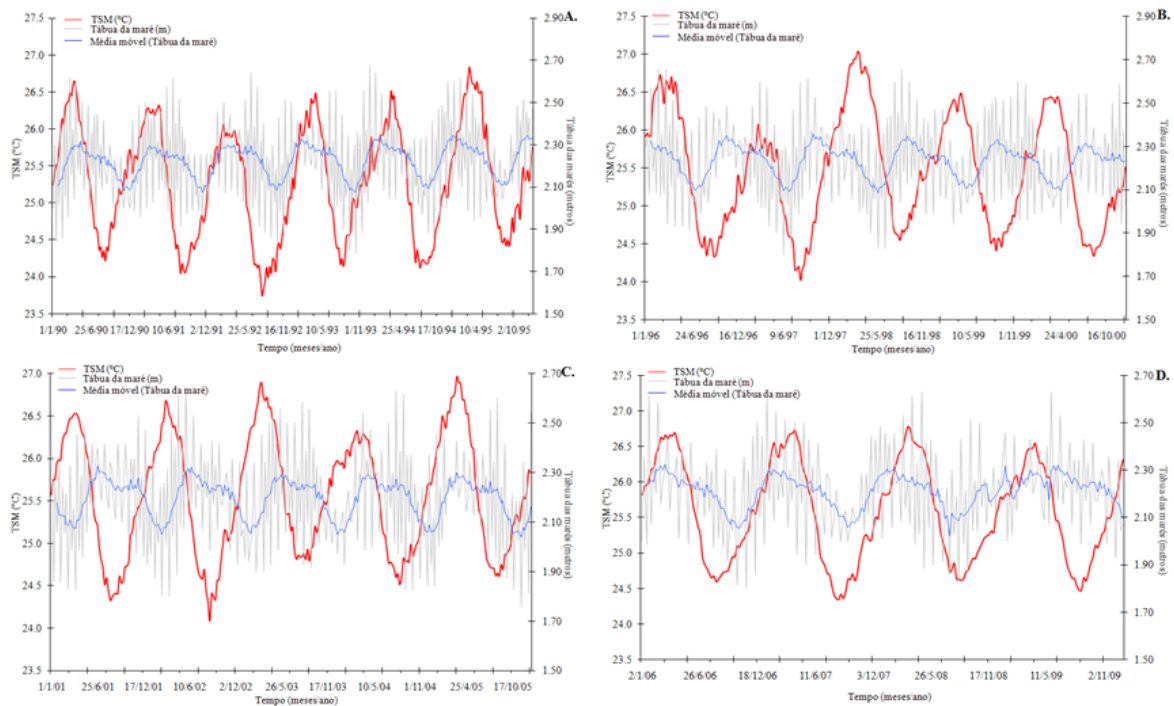 A.
TSM (ºC)
Tábua da maré (m)
Média móvel (Tábua da maré)
27.5
27.0
26.5
26.0
25.5
25.0
24.5
24.0
23.5
TSM (ºC)
2.90
2.70
2.50
2.30
2.10
1.90
1.70
1.50
Tábua das marés (metros)
1/1/90 25/6/90 17/12/90 10/6/91 2/12/91 25/5/92 16/11/92 10/5/93 1/11/93 25/4/94 17/10/94 10/4/95 2/10/95
Tempo (meses/ano)
B.
TSM (ºC)
Tábua da maré (m)
Média móvel (Tábua da maré)
27.5
27.0
26.5
26.0
25.5
25.0
24.5
24.0
23.5
TSM (ºC)
2.90
2.70
2.50
2.30
2.10
1.90
1.70
1.50
Tábua das marés (metros)
1/1/96 24/6/96 16/12/96 9/6/97 1/12/97 25/5/98 16/11/98 10/5/99 1/11/99 24/4/00 16/10/00
Tempo (meses/ano)
C.
TSM (ºC)
Tábua da maré (m)
Média móvel (Tábua da maré)
27.0
26.5
26.0
25.5
25.0
24.5
24.0
23.5
TSM (ºC)
2.70
2.50
2.30
2.10
1.90
1.70
1.50
Tábua das marés (metros)
1/1/01 25/6/01 17/12/01 10/6/02 2/12/02 26/5/03 17/11/03 10/5/04 1/11/04 25/4/05 17/10/05
Tempo (meses/ano)
D.
TSM (ºC)
Tábua da maré (m)
Média móvel (Tábua da maré)
27.5
27.0
26.5
26.0
25.5
25.0
24.5
24.0
23.5
TSM (ºC)
2.70
2.50
2.30
2.10
1.90
1.70
1.50
Tábua das marés (metros)
2/1/06 26/6/06 18/12/06 11/6/07 3/12/07 26/5/08 17/11/08 11/5/09 2/11/09
Tempo (meses/ano)